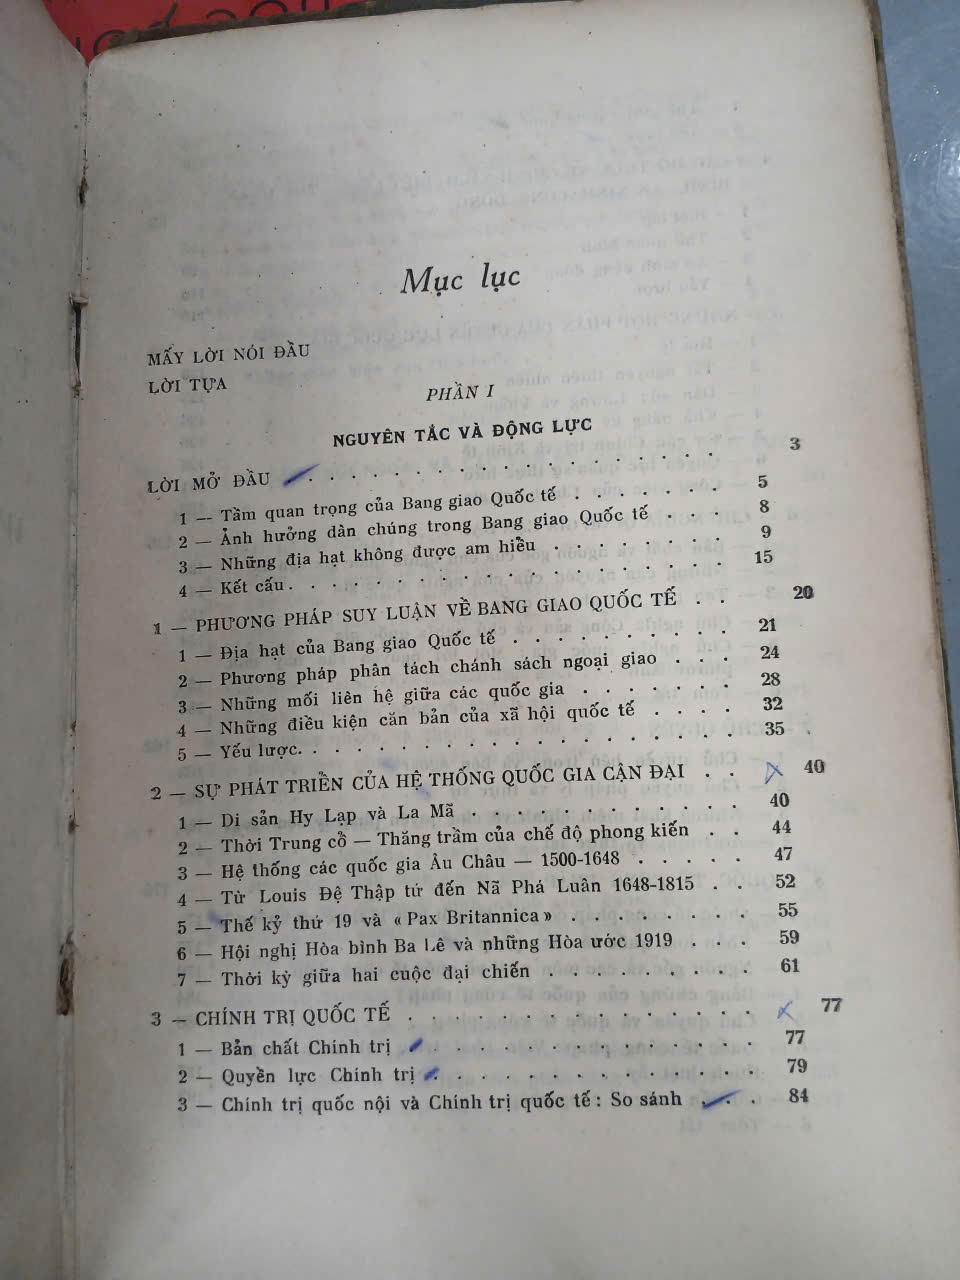 Mục lục
MẤY LỜI NÓI ĐẦU
LỜI TỰA
PHẦN I
NGUYÊN TẮC VÀ ĐỘNG LỰC
LỜI MỞ ĐẦU . . . . . . . . . . . . . . . . . . 3
1 — Tầm quan trọng của Bang giao Quốc tế . . . . . . . 5
2 — Ảnh hưởng dân chúng trong Bang giao Quốc tế . . . 8
3 — Những địa hạt không được am hiểu . . . . . . . . 9
4 — Kết cấu . . . . . . . . . . . . . . . . . . 15
1 — PHƯƠNG PHÁP SUY LUẬN VỀ BANG GIAO QUỐC TẾ . . 20
1 — Địa hạt của Bang giao Quốc tế . . . . . . . . . . 21
2 — Phương pháp phân tách chánh sách ngoại giao . . . 24
3 — Những mối liên hệ giữa các quốc gia . . . . . . . 28
4 — Những điều kiện căn bản của xã hội quốc tế . . . . 32
5 — Yếu lược. . . . . . . . . . . . . . . . . . 35
2 — SỰ PHÁT TRIỂN CỦA HỆ THỐNG QUỐC GIA CẬN ĐẠI . . 40
1 — Di sản Hy Lạp và La Mã . . . . . . . . . . . 40
2 — Thời Trung cổ — Thăng trầm của chế độ phong kiến . . 44
3 — Hệ thống các quốc gia Âu Châu — 1500-1648 . . . . . 47
4 — Từ Louis Đệ Thập tứ đến Nã Phá Luân 1648-1815 . . 52
5 — Thế kỷ thứ 19 và « Pax Britannica » . . . . . . . . 55
6 — Hội nghị Hòa bình Ba Lê và những Hòa ước 1919 . . . 59
7 — Thời kỳ giữa hai cuộc đại chiến . . . . . . . . . 61
3 — CHÍNH TRỊ QUỐC TẾ . . . . . . . . . . . . . . . 77
1 — Bản chất Chính trị . . . . . . . . . . . . . . 77
2 — Quyền lực Chính trị . . . . . . . . . . . . . 79
3 — Chính trị quốc nội và Chính trị quốc tế : So sánh . . . 84